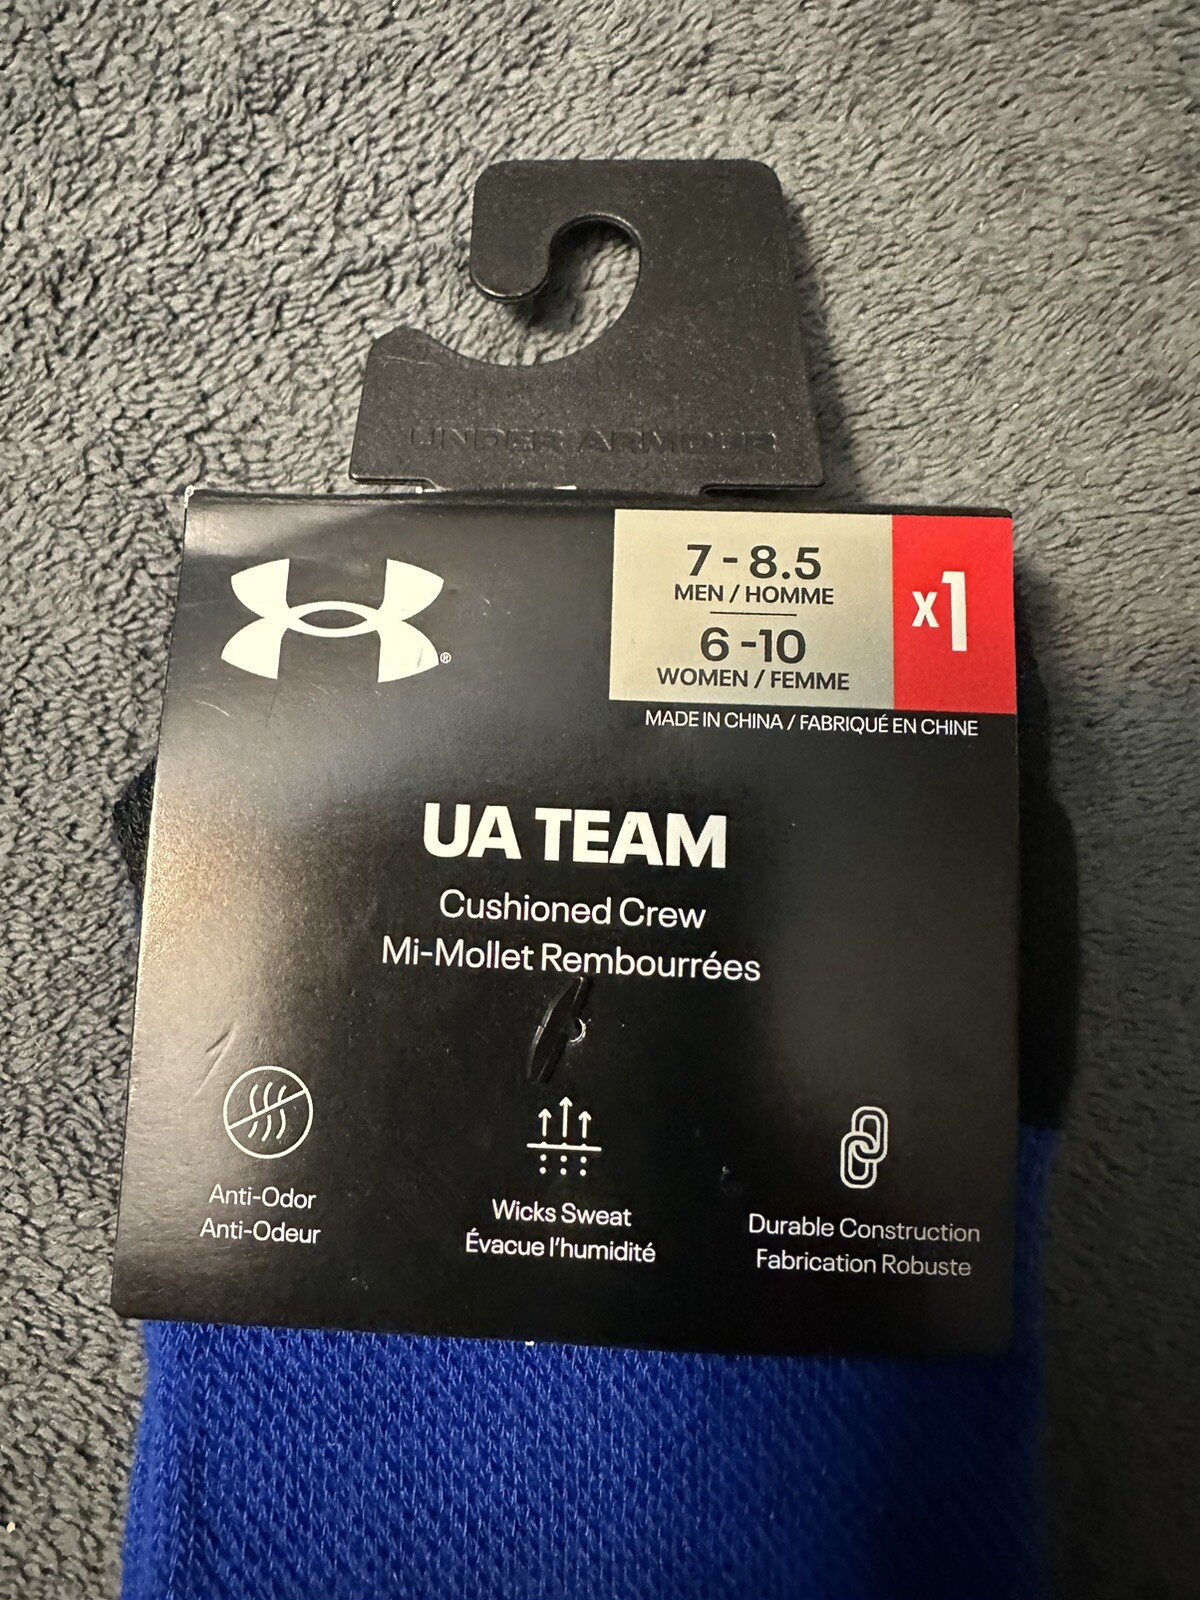 UNDER ARMOUR
®
7 - 8.5
MEN / HOMME
6 -10
WOMEN / FEMME
x1
MADE IN CHINA / FABRIQUÉ EN CHINE
UA TEAM
Cushioned Crew
Mi-Mollet Rembourrées
Anti-Odor
Anti-Odeur
Wicks Sweat
Évacue l'humidité
Durable Construction
Fabrication Robuste